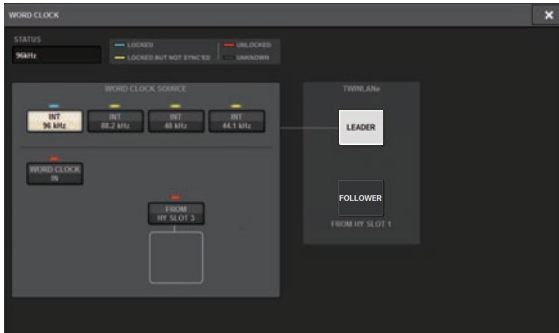 WORD CLOCK
STATUS
96kHz
LOCKED
UNLOCKED
LOCKED BUT NOT SYNC'ED
UNKNOWN
WORD CLOCK SOURCE
TWINLANe
INT
96 kHz
INT
88.2 kHz
INT
48 kHz
INT
44.1 kHz
LEADER
WORD CLOCK
IN
FROM
HY SLOT 3
FOLLOWER
FROM HY SLOT 1